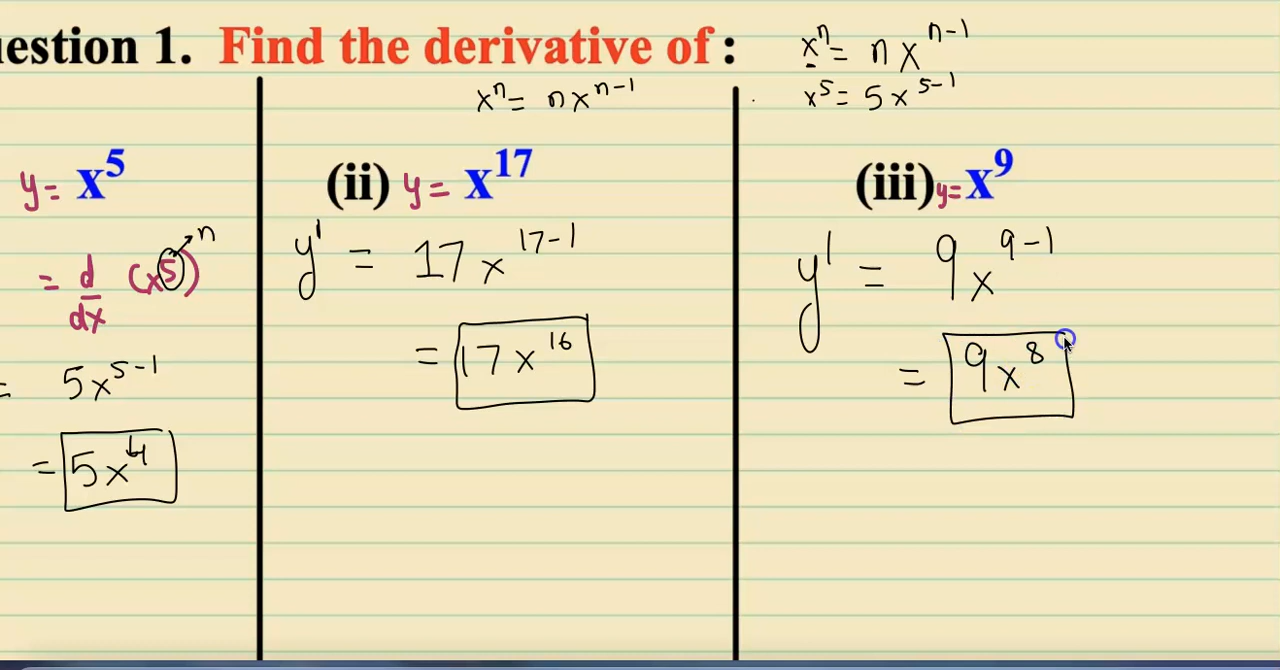 estion 1. Find the derivative of :
xⁿ = nxⁿ⁻¹
x⁵ = 5x⁵⁻¹
xⁿ = nxⁿ⁻¹
y = x⁵
= d/dx (x⁵)
n
= 5x⁵⁻¹
= 5x⁴
(ii) y = x¹⁷
y' = 17x¹⁷⁻¹
= 17x¹⁶
(iii) y = x⁹
y' = 9x⁹⁻¹
= 9x⁸